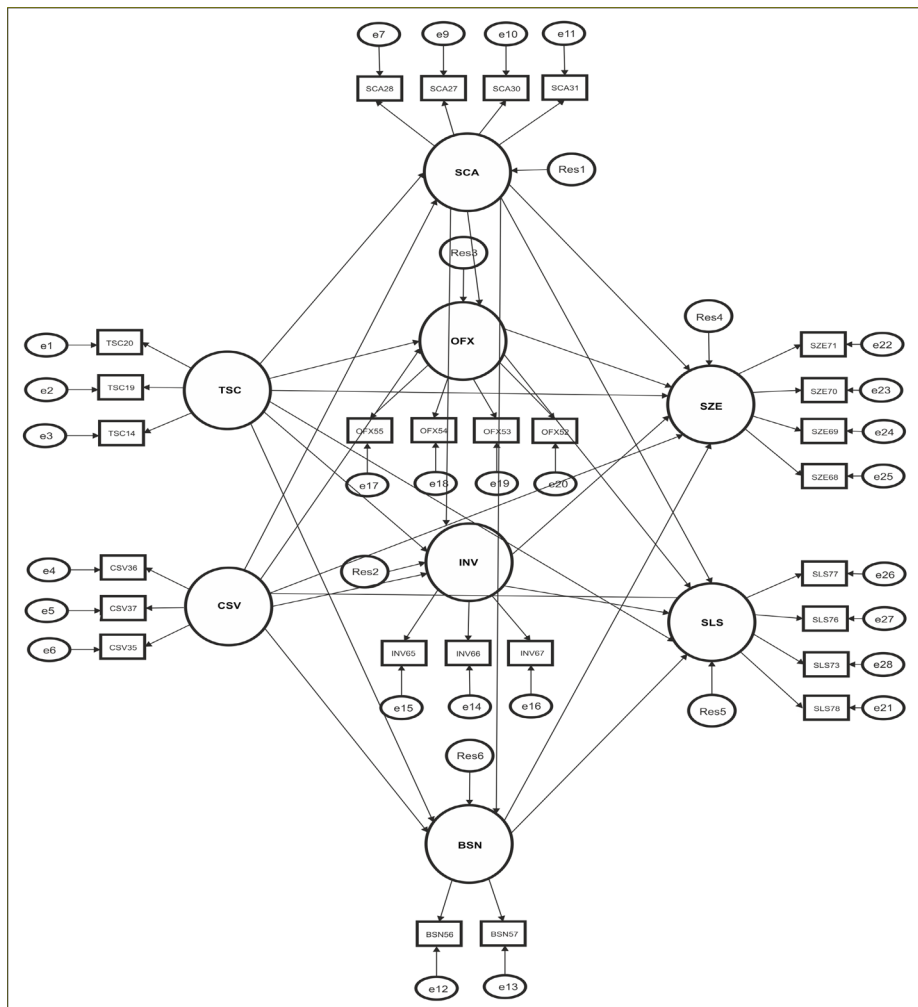 e7 e9 e10 e11
SCA28 SCA27 SCA30 SCA31
SCA Res1
Res3
OFX Res4
e1 TSC20 SZE71 e22
e2 TSC19 TSC SZE SZE70 e23
e3 TSC14 OFX55 OFX54 OFX53 OFX52 SZE69 e24
e17 e18 e19 e20 SZE68 e25
e4 CSV36 Res2 INV SLS77 e26
e5 CSV37 CSV SLS SLS76 e27
e6 CSV35 INV65 INV66 INV67 SLS73 e28
e15 e14 e16 Res5 SLS78 e21
Res6
BSN
BSN56 BSN57
e12 e13